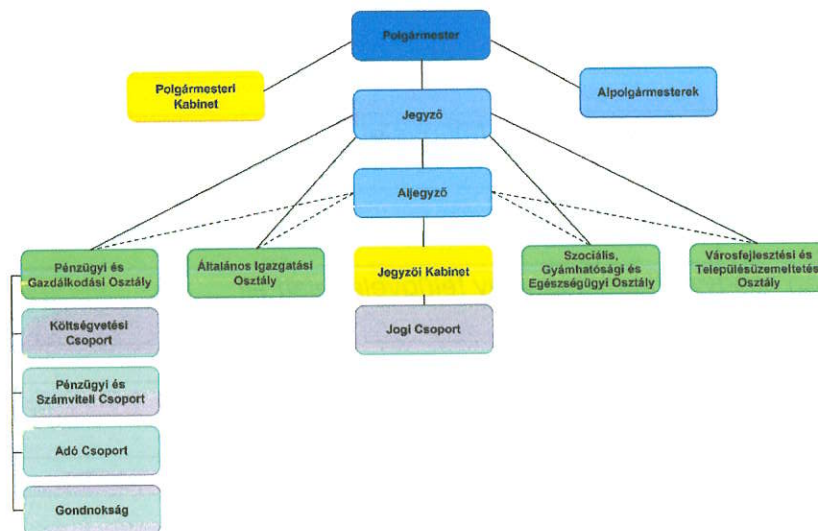 Polgármester
Polgármesteri
Kabinet
Alpolgármesterek
Jegyző
Aljegyző
Pénzügyi és
Gazdálkodási Osztály
Általános Igazgatási
Osztály
Jegyzői Kabinet
Szociális,
Gyámhatósági és
Egészségügyi Osztály
Városfejlesztési és
Településüzemeltetési
Osztály
Költségvetési
Csoport
Jogi Csoport
Pénzügyi és
Számviteli Csoport
Adó Csoport
Gondnokság